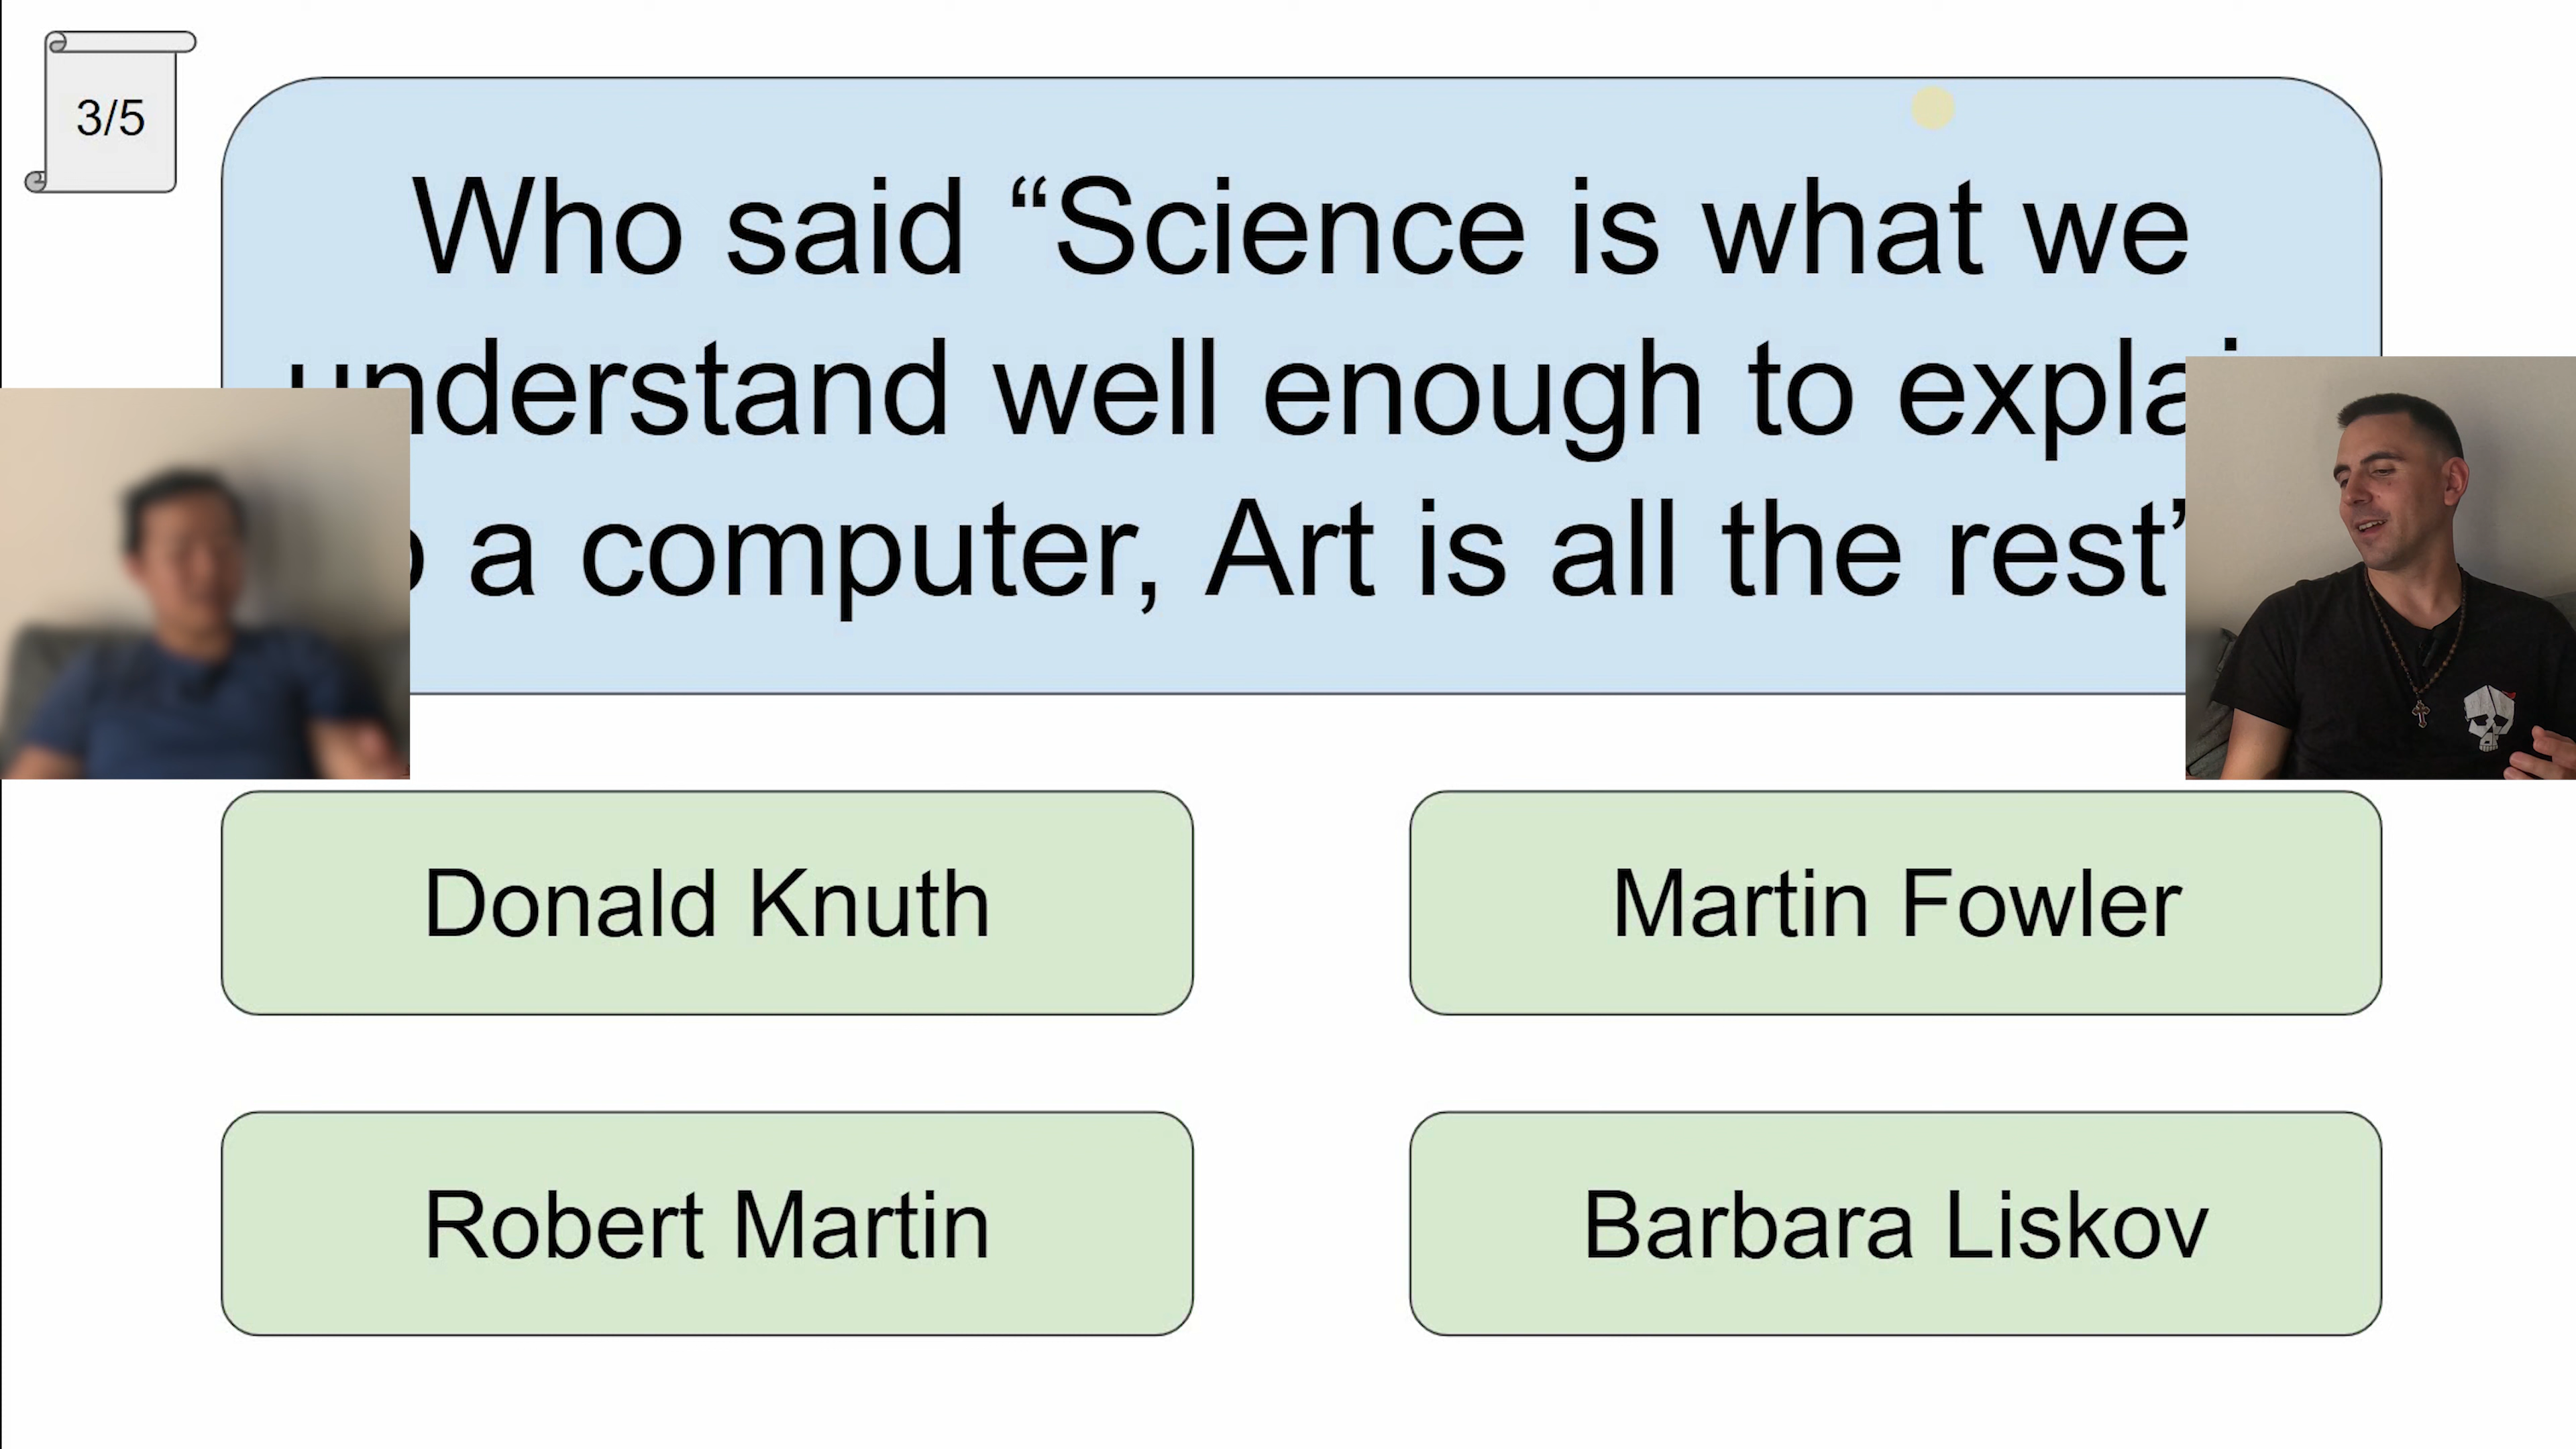 3/5
Who said “Science is what we
understand well enough to
a computer, Art is all the rest”
Donald Knuth
Martin Fowler
Robert Martin
Barbara Liskov